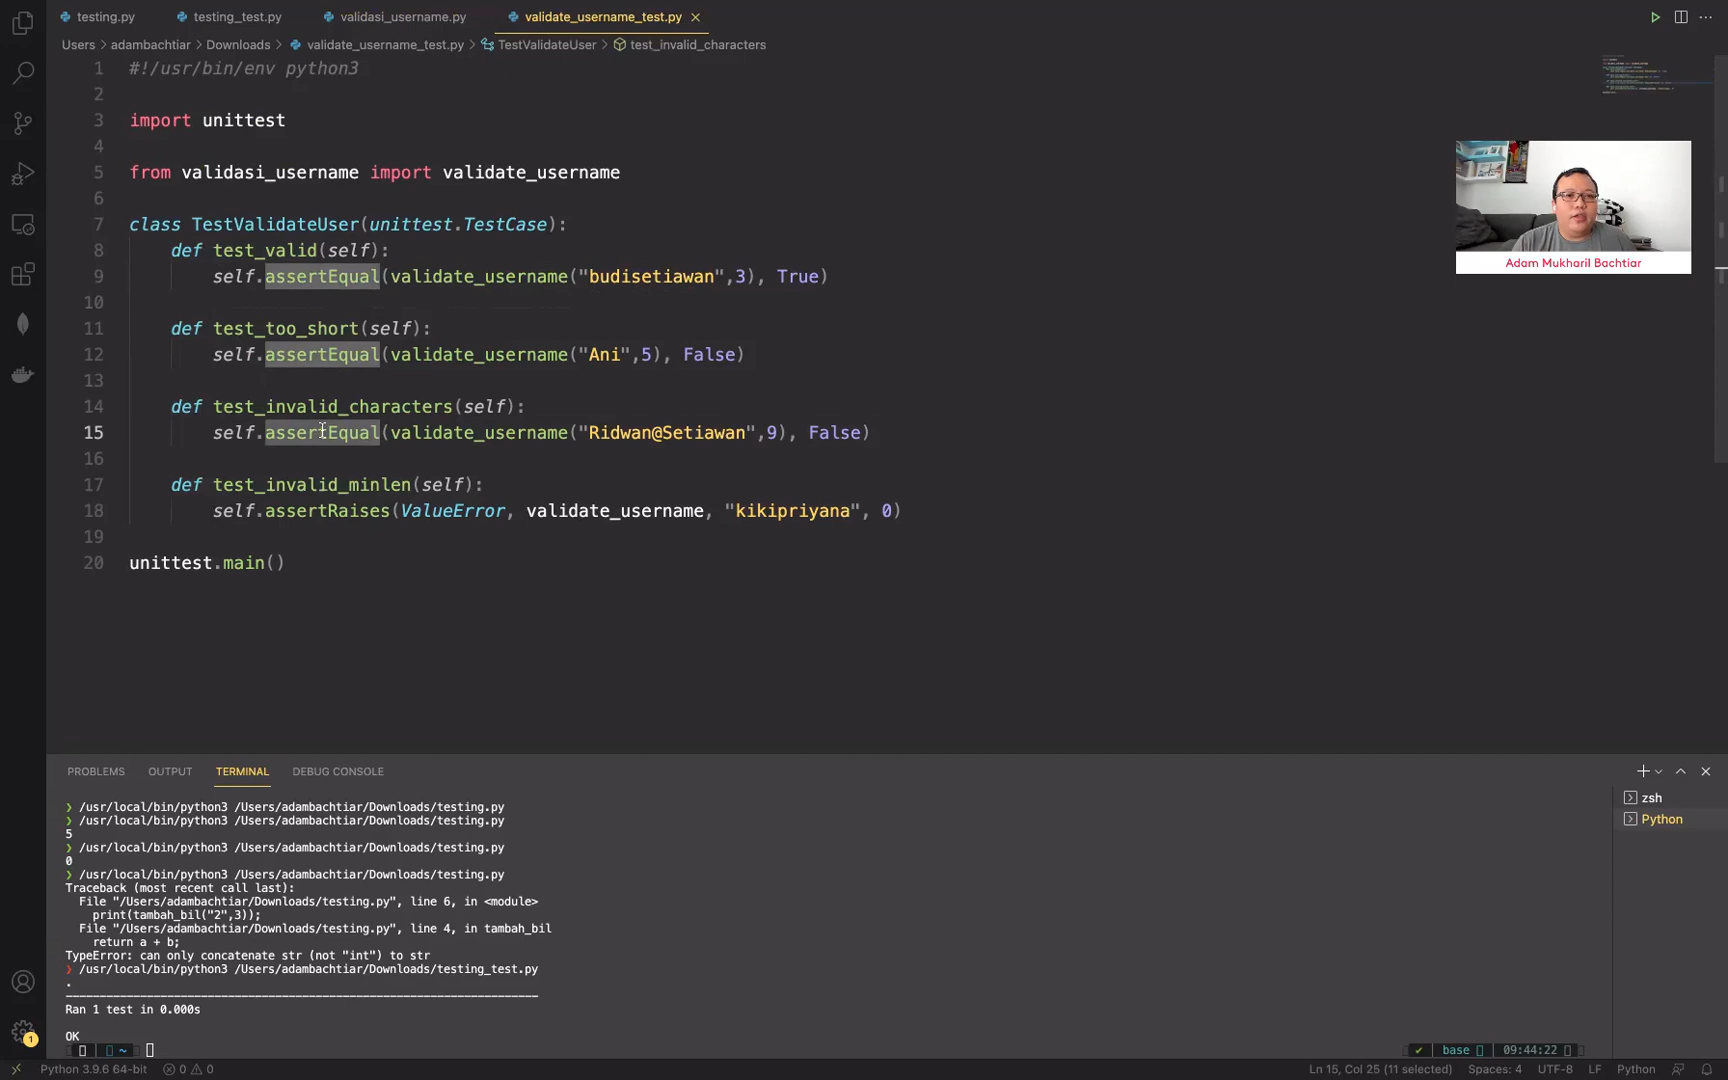 testing.py testing_test.py validasi_username.py validate_username_test.py
Users > adambachtiar > Downloads > validate_username_test.py > TestValidateUser > test_invalid_characters
1 #!/usr/bin/env python3
2
3 import unittest
4
5 from validasi_username import validate_username
6
7 class TestValidateUser(unittest.TestCase):
8 def test_valid(self):
9 self.assertEqual(validate_username("budisetiawan",3), True)
10
11 def test_too_short(self):
12 self.assertEqual(validate_username("Ani",5), False)
13
14 def test_invalid_characters(self):
15 self.assertEqual(validate_username("Ridwan@Setiawan",9), False)
16
17 def test_invalid_minlen(self):
18 self.assertRaises(ValueError, validate_username, "kikipriyana", 0)
19
20 unittest.main()
Adam Mukharil Bachtiar
PROBLEMS OUTPUT TERMINAL DEBUG CONSOLE
❯ /usr/local/bin/python3 /Users/adambachtiar/Downloads/testing.py
❯ /usr/local/bin/python3 /Users/adambachtiar/Downloads/testing.py
5
❯ /usr/local/bin/python3 /Users/adambachtiar/Downloads/testing.py
0
❯ /usr/local/bin/python3 /Users/adambachtiar/Downloads/testing.py
Traceback (most recent call last):
File "/Users/adambachtiar/Downloads/testing.py", line 6, in <module>
print(tambah_bil("2",3));
File "/Users/adambachtiar/Downloads/testing.py", line 4, in tambah_bil
return a + b;
TypeError: can only concatenate str (not "int") to str
❯ /usr/local/bin/python3 /Users/adambachtiar/Downloads/testing_test.py
.
----------------------------------------------------------------------
Ran 1 test in 0.000s
OK
~ ✔ base 09:44:22
zsh
Python
1
Python 3.9.6 64-bit 0 0 Ln 15, Col 25 (11 selected) Spaces: 4 UTF-8 LF Python